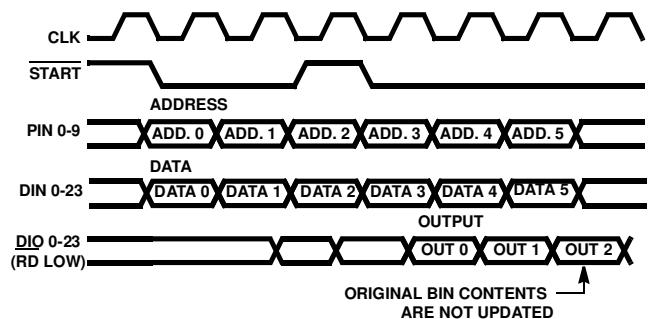 CLK
START
ADDRESS
PIN 0-9
ADD. 0 ADD. 1 ADD. 2 ADD. 3 ADD. 4 ADD. 5
DATA
DIN 0-23
DATA 0 DATA 1 DATA 2 DATA 3 DATA 4 DATA 5
OUTPUT
DIO 0-23
(RD LOW)
OUT 0 OUT 1 OUT 2
ORIGINAL BIN CONTENTS
ARE NOT UPDATED